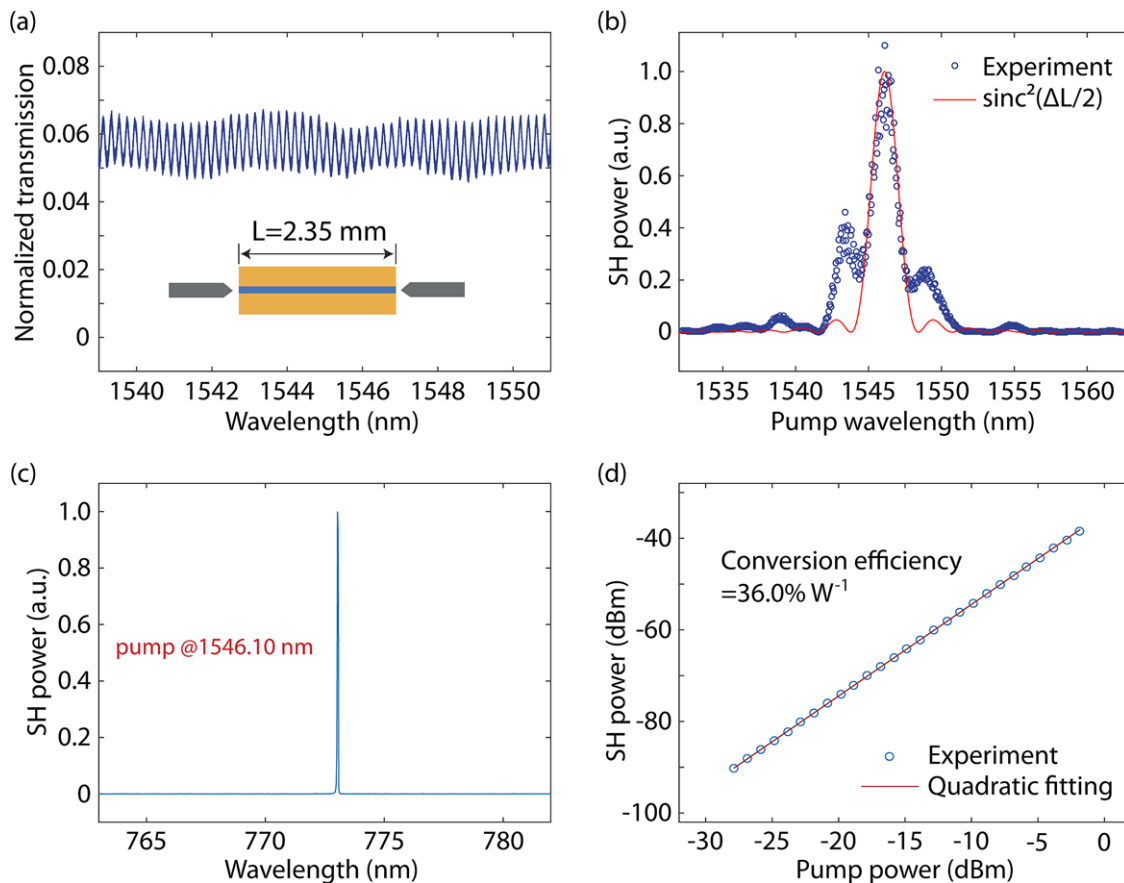 (a)
0.08
0.06
0.04
0.02
0
Normalized transmission
L=2.35 mm
1540 1542 1544 1546 1548 1550
Wavelength (nm)
(b)
1.0
0.8
0.6
0.4
0.2
0
SH power (a.u.)
Experiment
sinc²(ΔL/2)
1535 1540 1545 1550 1555 1560
Pump wavelength (nm)
(c)
1.0
0.8
0.6
0.4
0.2
0
SH power (a.u.)
pump @1546.10 nm
765 770 775 780
Wavelength (nm)
(d)
-40
-60
-80
-100
SH power (dBm)
Conversion efficiency
=36.0% W⁻¹
Experiment
Quadratic fitting
-30 -25 -20 -15 -10 -5 0
Pump power (dBm)